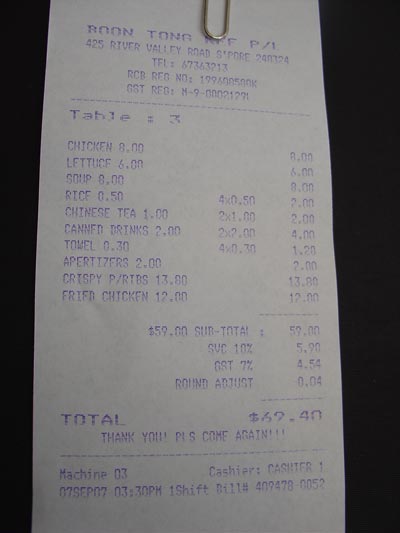 BOON TONG KEE P/L
425 RIVER VALLEY ROAD S'PORE 248324
TEL: 67363213
RCB REG NO: 199600500K
GST REG: M-9-00021291
Table : 3
CHICKEN 8.00 8.00
LETTUCE 6.00 6.00
SOUP 8.00 8.00
RICE 0.50 4x0.50 2.00
CHINESE TEA 1.00 2x1.00 2.00
CANNED DRINKS 2.00 2x2.00 4.00
TOWEL 0.30 4x0.30 1.20
APERTIZERS 2.00 2.00
CRISPY P/RIBS 13.80 13.80
FRIED CHICKEN 12.00 12.00
$59.00 SUB-TOTAL : 59.00
SVC 10% 5.90
GST 7% 4.54
ROUND ADJUST -0.04
TOTAL $69.40
THANK YOU! PLS COME AGAIN!!!
Machine 03 Cashier: CASHIER 1
07SEP07 03:30PM 1Shift Bill# 409478-0052